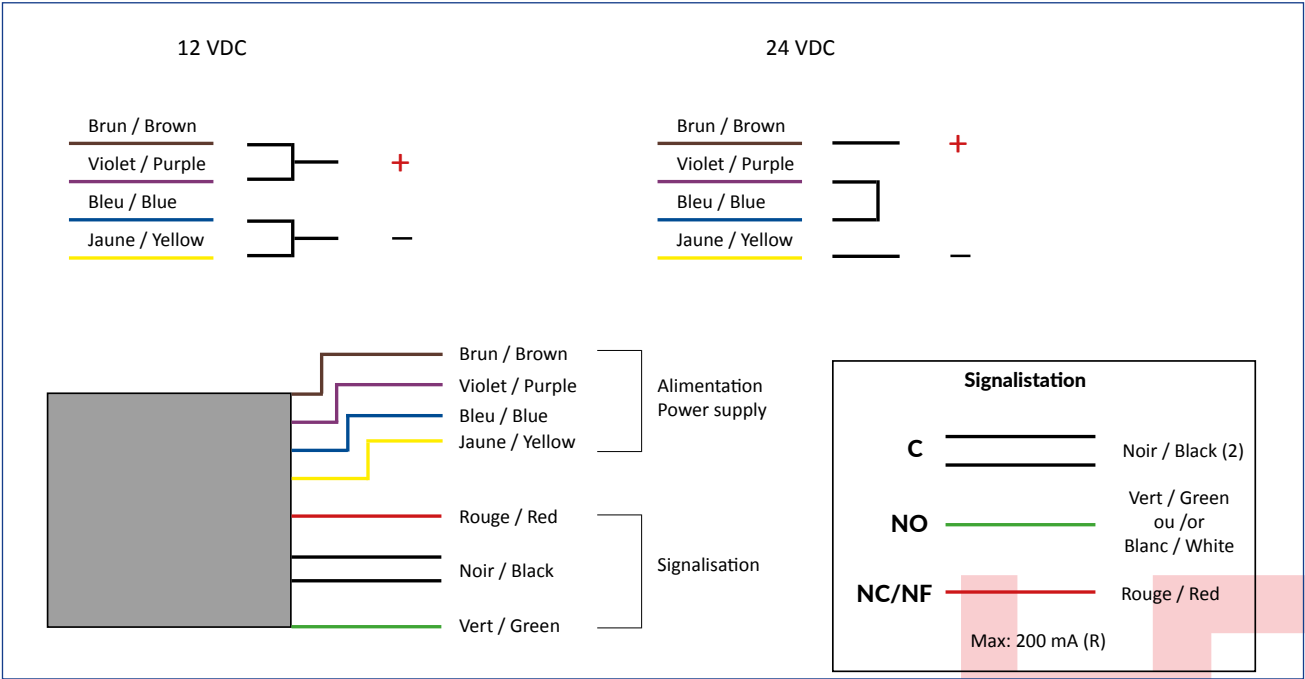 12 VDC
24 VDC
Brun / Brown
Violet / Purple
Bleu / Blue
Jaune / Yellow
+
–
Brun / Brown
Violet / Purple
Bleu / Blue
Jaune / Yellow
+
–
Brun / Brown
Violet / Purple
Bleu / Blue
Jaune / Yellow
Alimentation
Power supply
Rouge / Red
Noir / Black
Vert / Green
Signalisation
Signalistation
C
Noir / Black (2)
NO
Vert / Green
ou /or
Blanc / White
NC/NF
Rouge / Red
Max: 200 mA (R)